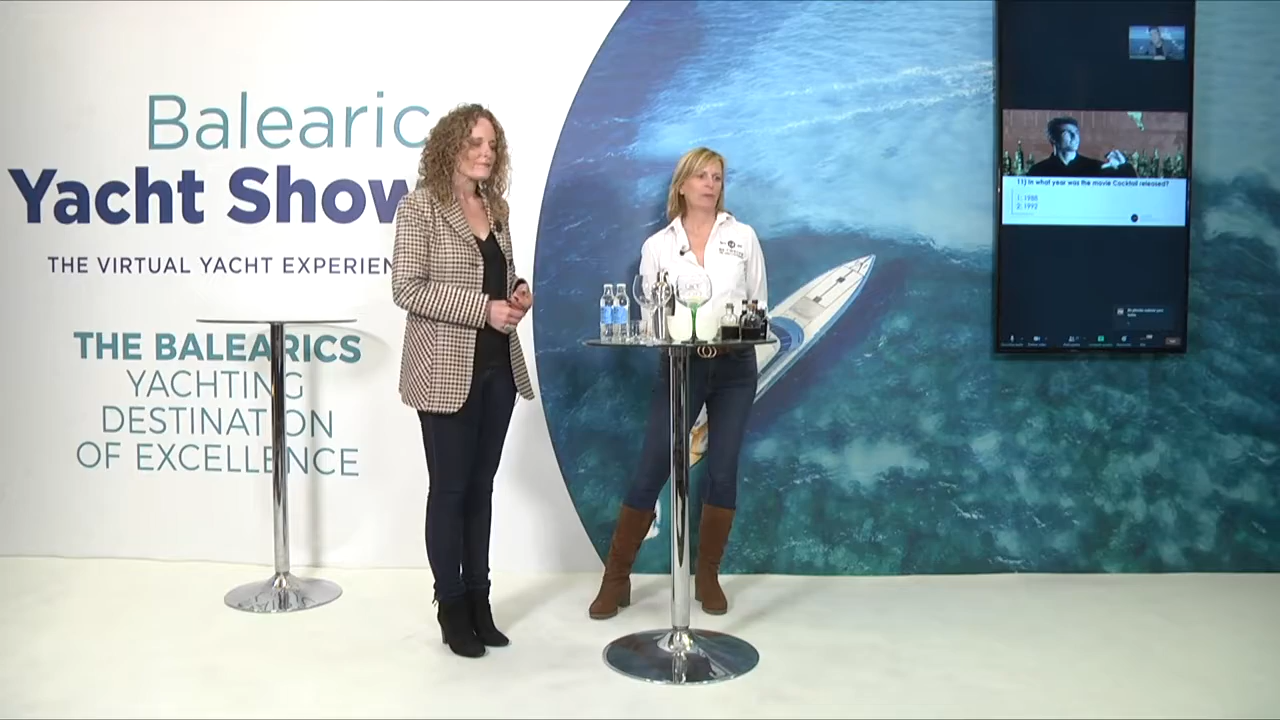 Balearic
Yacht Show
THE VIRTUAL YACHT EXPERIEN
THE BALEARICS
YACHTING
DESTINATION
OF EXCELLENCE
11) In what year was the movie Cocktail released?
1. 1988
2. 1992